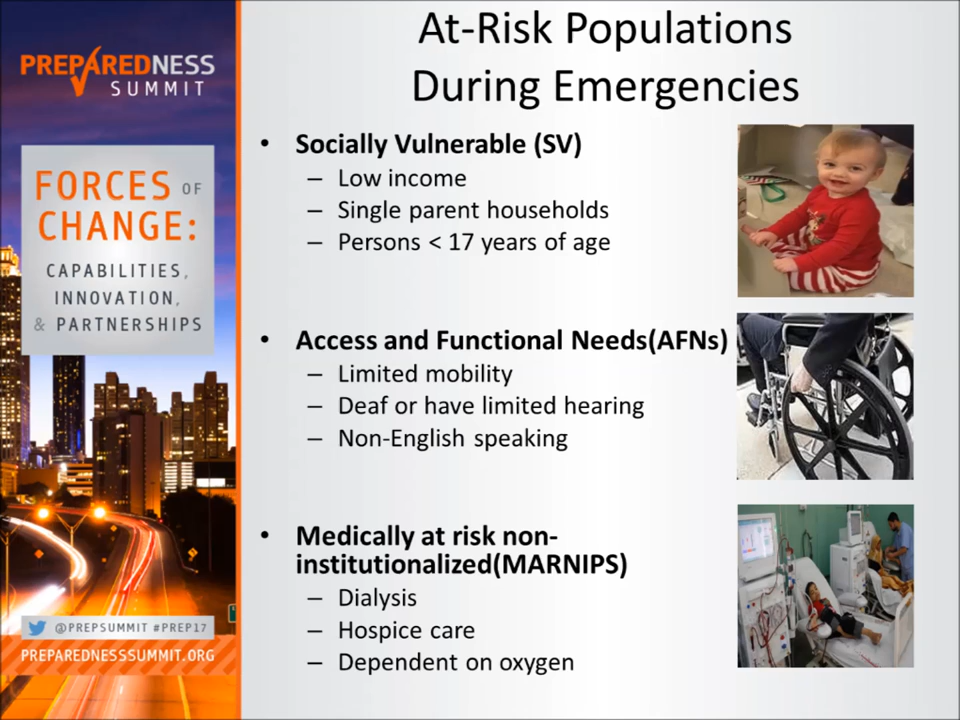 PREPAREDNESS
SUMMIT
FORCES OF
CHANGE:
CAPABILITIES,
INNOVATION,
& PARTNERSHIPS
@PREPSUMMIT #PREP17
PREPAREDNESSSUMMIT.ORG
At-Risk Populations
During Emergencies
• Socially Vulnerable (SV)
– Low income
– Single parent households
– Persons < 17 years of age
• Access and Functional Needs(AFNs)
– Limited mobility
– Deaf or have limited hearing
– Non-English speaking
• Medically at risk non-
institutionalized(MARNIPS)
– Dialysis
– Hospice care
– Dependent on oxygen